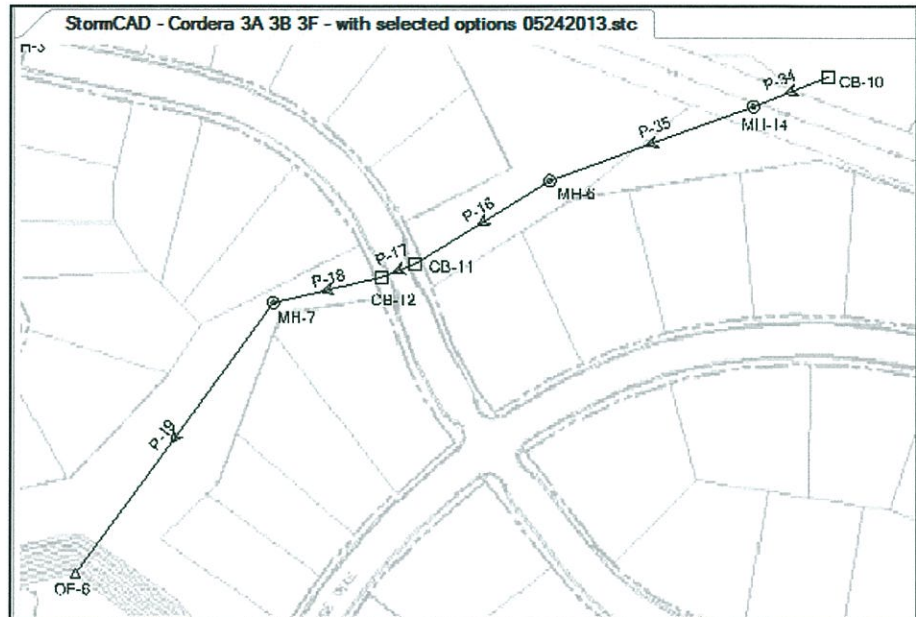 StormCAD - Cordera 3A 3B 3F - with selected options 05242013.stc
P-34
CB-10
MH-14
P-35
MH-6
P-16
P-17
CB-11
P-18
CB-12
MH-7
P-19
OF-6